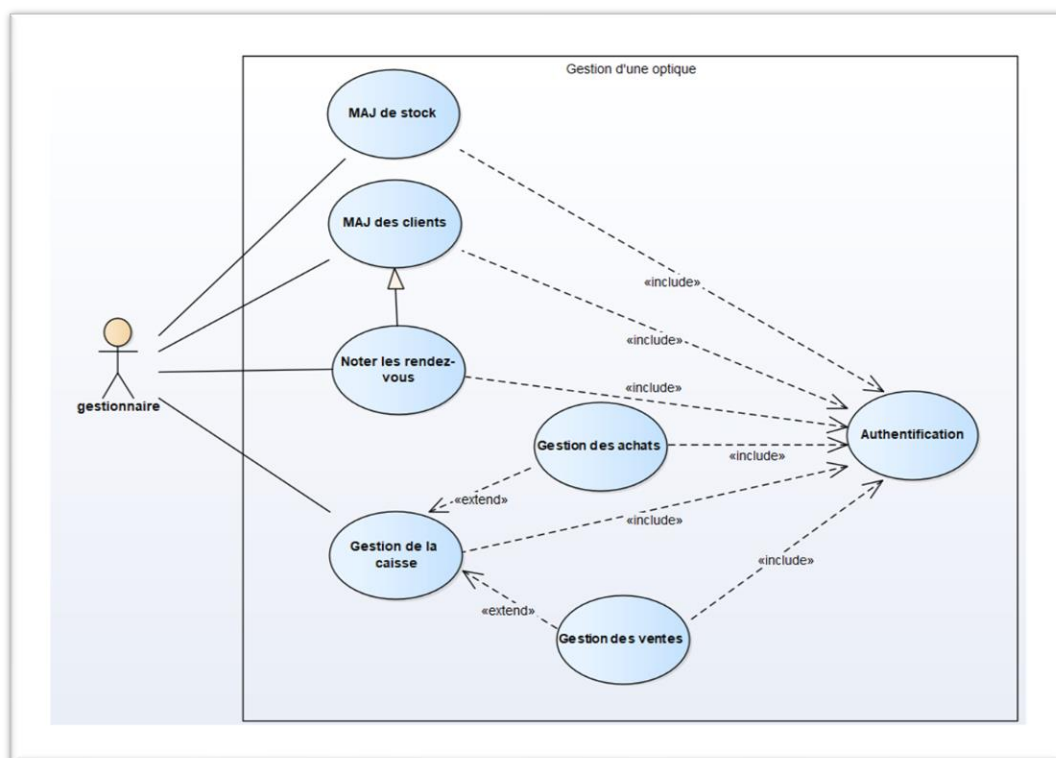 Gestion d'une optique
MAJ de stock
MAJ des clients
«include»
«include»
Noter les rendez-
vous
«include»
gestionnaire
Gestion des achats
Authentification
«include»
«extend»
«include»
Gestion de la
caisse
«include»
«extend»
Gestion des ventes